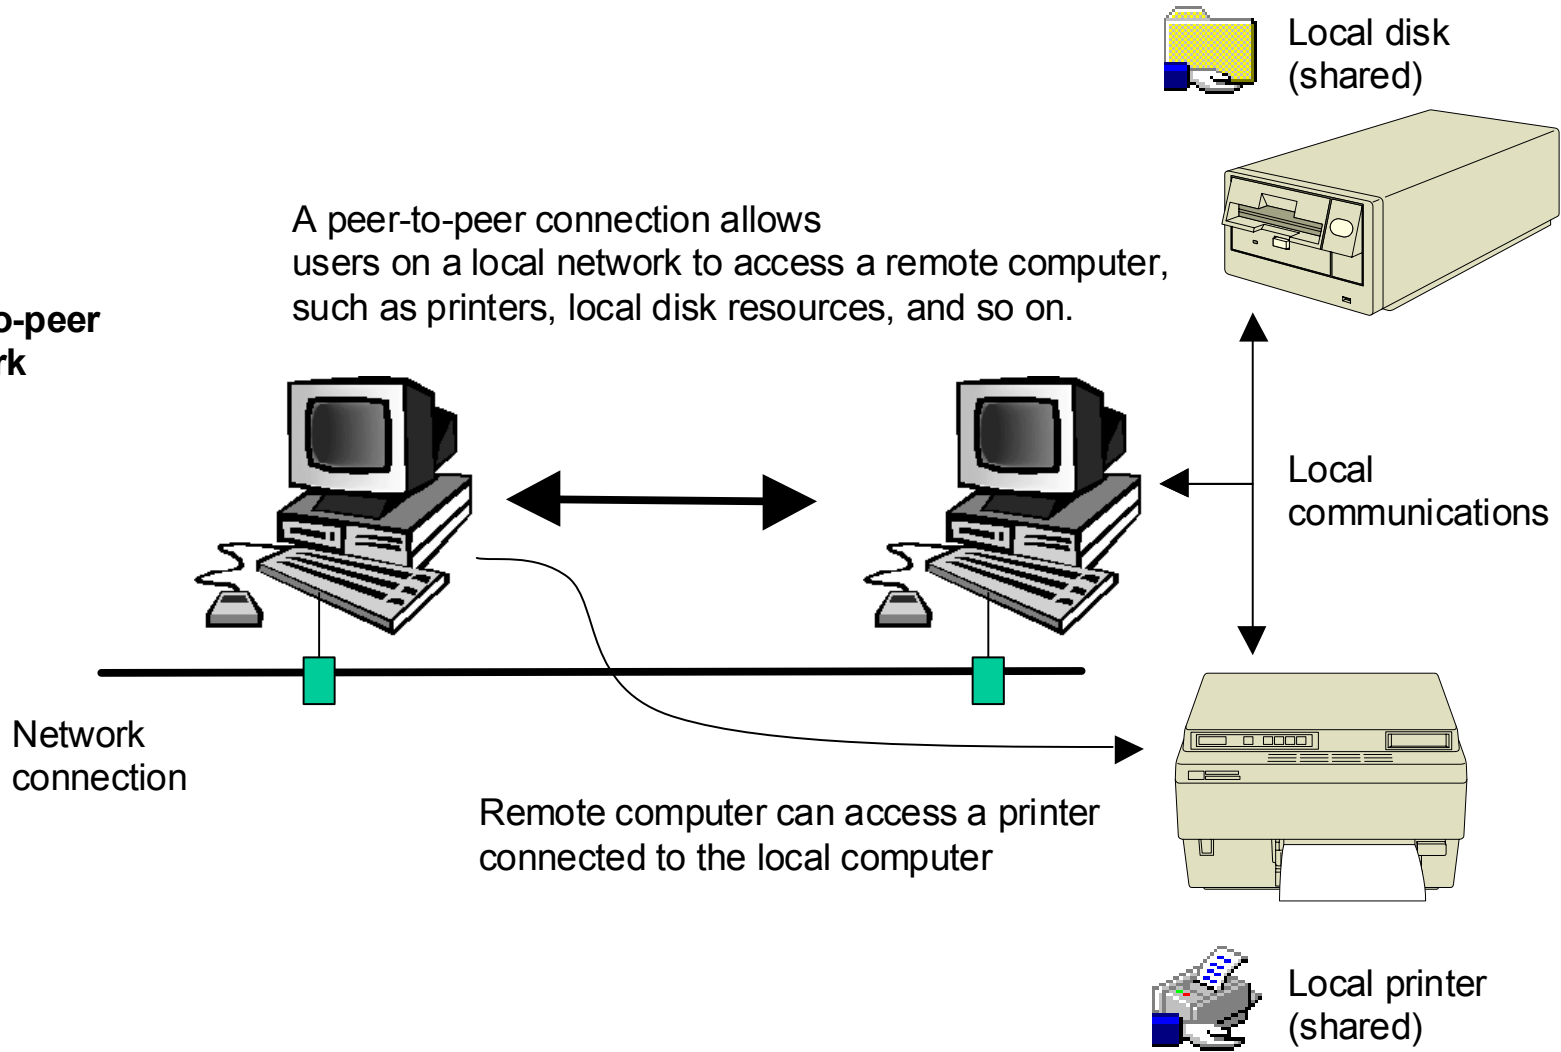 Local disk
(shared)
A peer-to-peer connection allows
users on a local network to access a remote computer,
such as printers, local disk resources, and so on.
o-peer
rk
Local
communications
Network
connection
Remote computer can access a printer
connected to the local computer
Local printer
(shared)